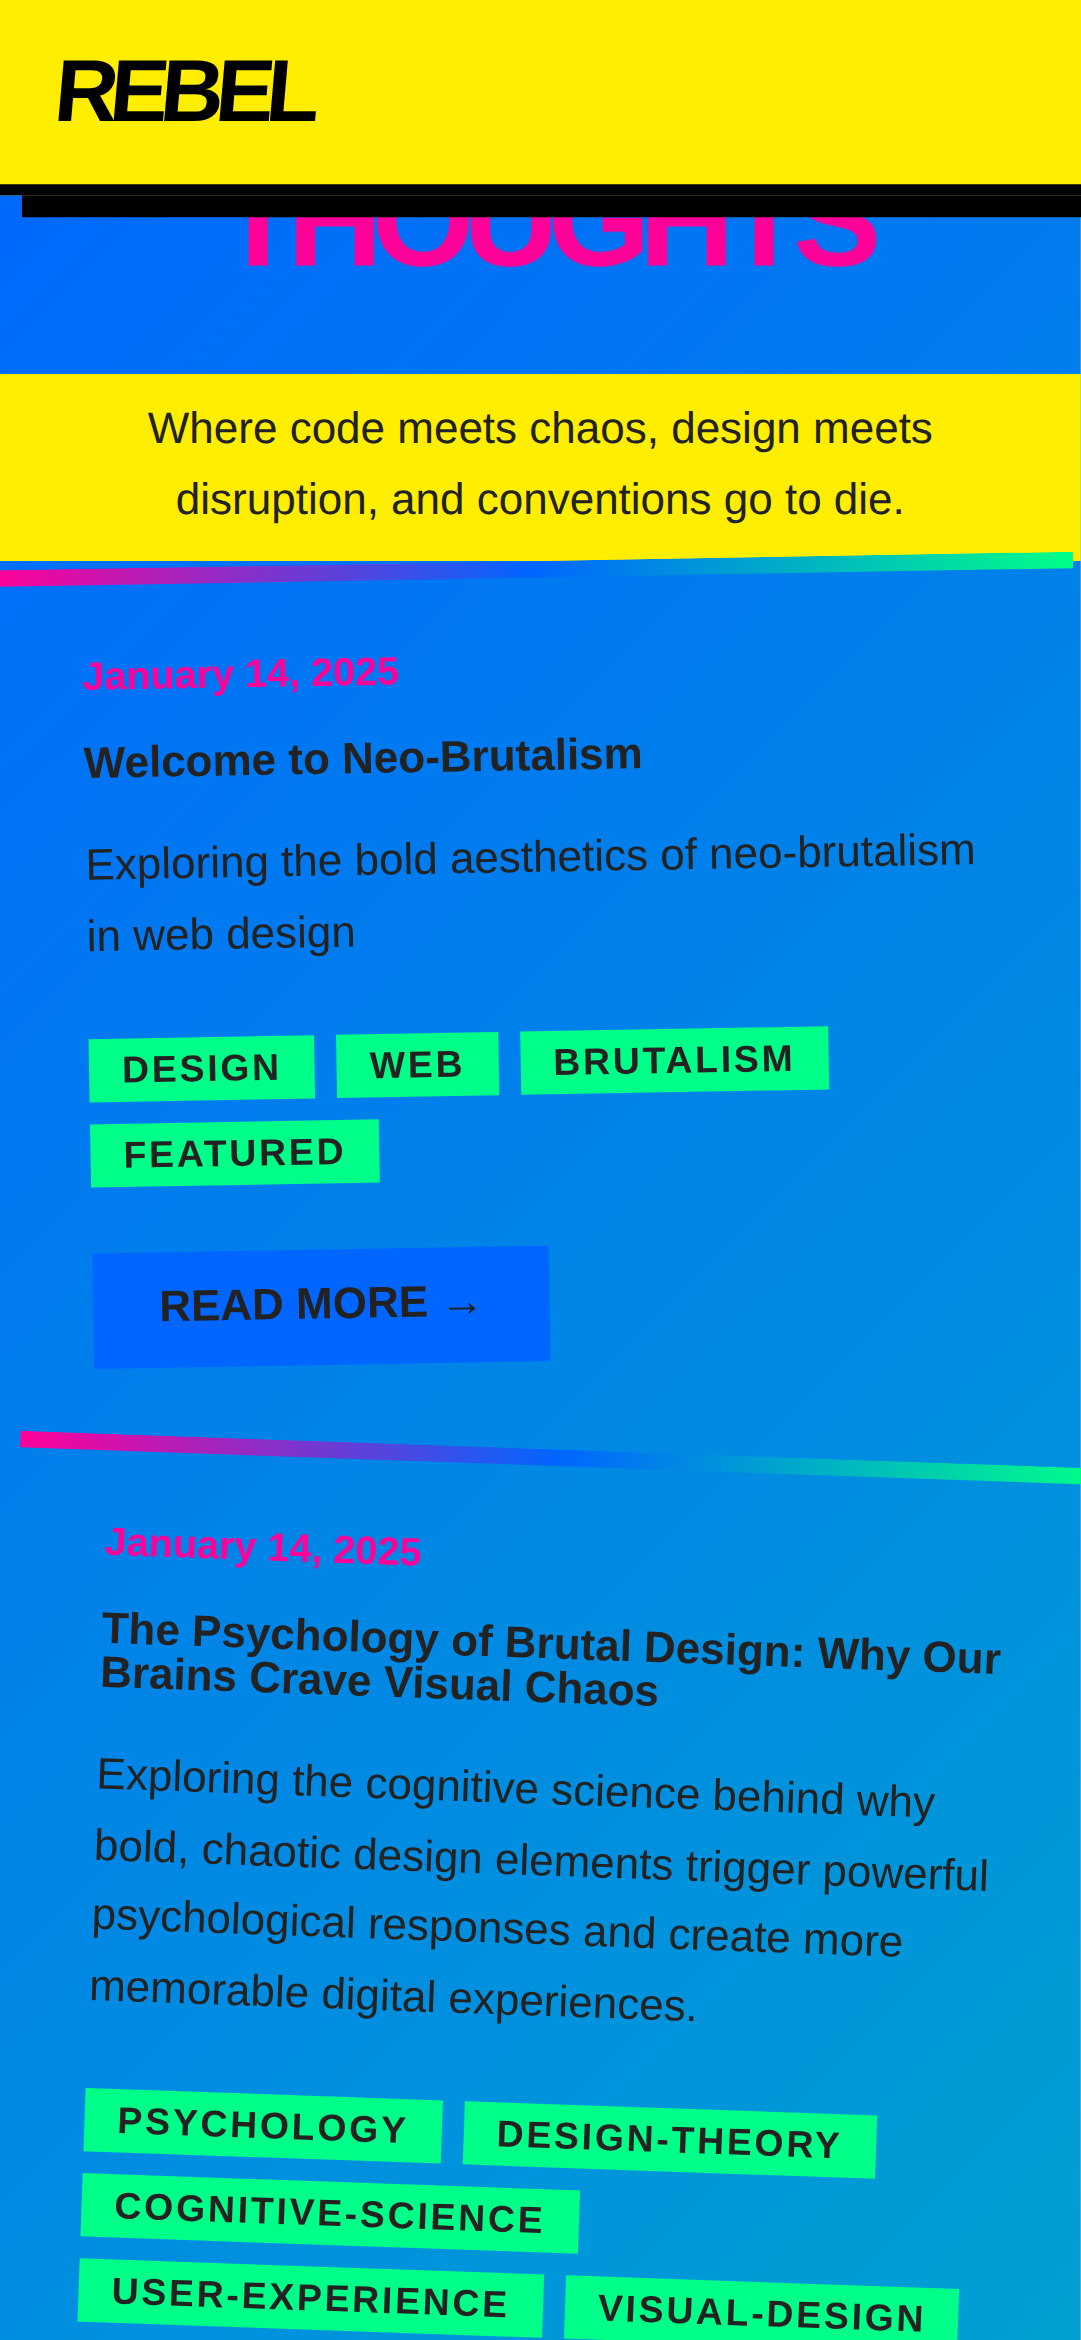 REBEL
THOUGHTS
Where code meets chaos, design meets
disruption, and conventions go to die.
January 14, 2025
Welcome to Neo-Brutalism
Exploring the bold aesthetics of neo-brutalism
in web design
DESIGN WEB BRUTALISM
FEATURED
READ MORE →
January 14, 2025
The Psychology of Brutal Design: Why Our
Brains Crave Visual Chaos
Exploring the cognitive science behind why
bold, chaotic design elements trigger powerful
psychological responses and create more
memorable digital experiences.
PSYCHOLOGY DESIGN-THEORY
COGNITIVE-SCIENCE
USER-EXPERIENCE VISUAL-DESIGN